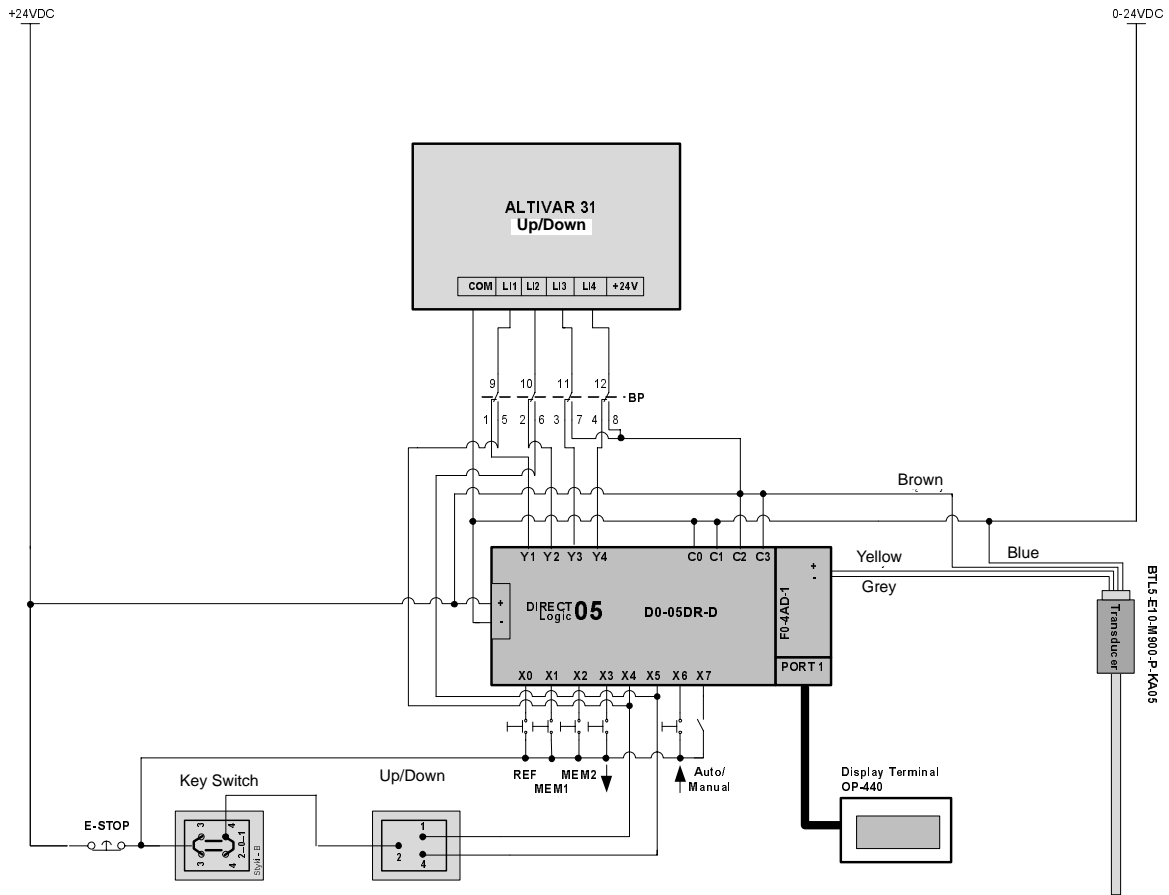 +24VDC
0-24VDC
ALTIVAR 31
Up/Down
COM LI1 LI2 LI3 LI4 +24V
9 10 11 12
BP
1 5 2 6 3 7 4 8
Brown
Y1 Y2 Y3 Y4 C0 C1 C2 C3
Yellow
Blue
Grey
+
-
+
-
DIRECT
Logic 05
D0-05DR-D
F0-4AD-1
PORT 1
Transducer
BTL5-E10-M900-P-KA05
X0 X1 X2 X3 X4 X5 X6 X7
REF
MEM1
MEM2
Auto/
Manual
Key Switch
Up/Down
Display Terminal
OP-440
E-STOP
3 4
3 4
2-0-1
1
2
4